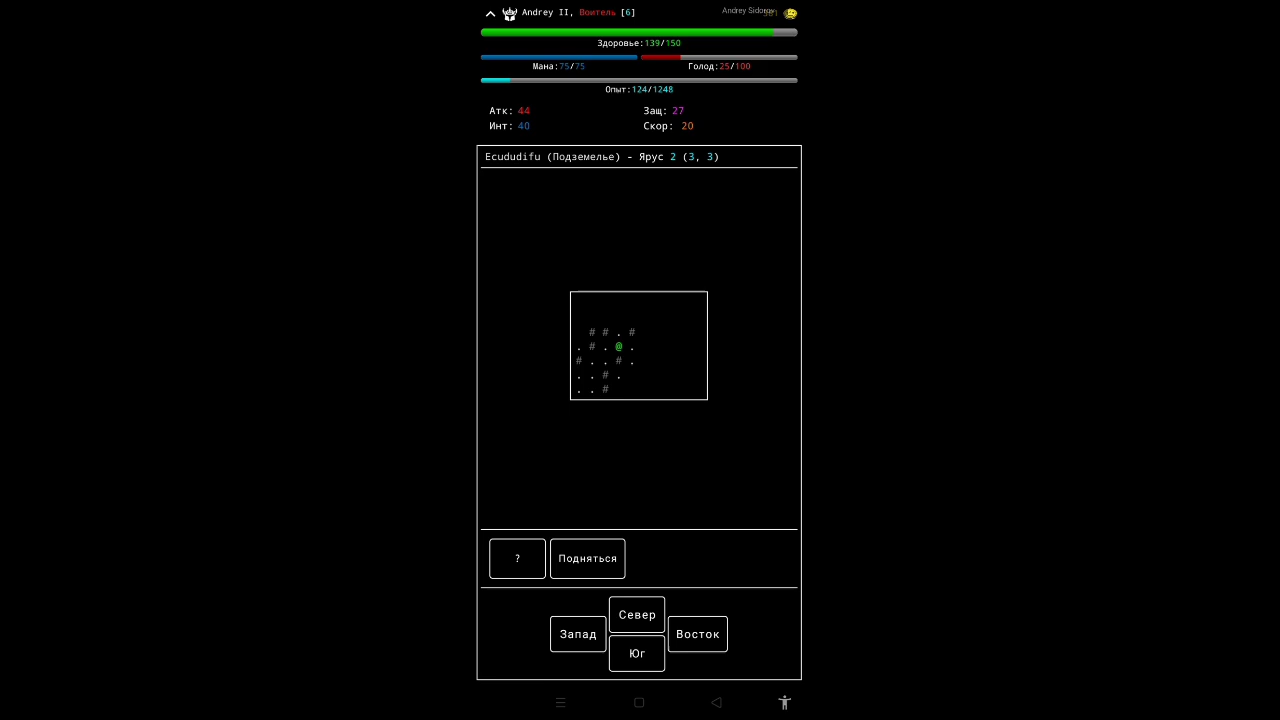 Andrey II, Воитель [6] Andrey Sidorov
Здоровье:139/150
Мана:75/75 Голод:25/100
Опыт:124/1248
Атк: 44 Защ: 27
Инт: 40 Скор: 20
Ecududifu (Подземелье) - Ярус 2 (3, 3)
# # . #
. # . @ .
# . . # .
. . # .
. . #
? Подняться
Север
Запад Восток
Юг